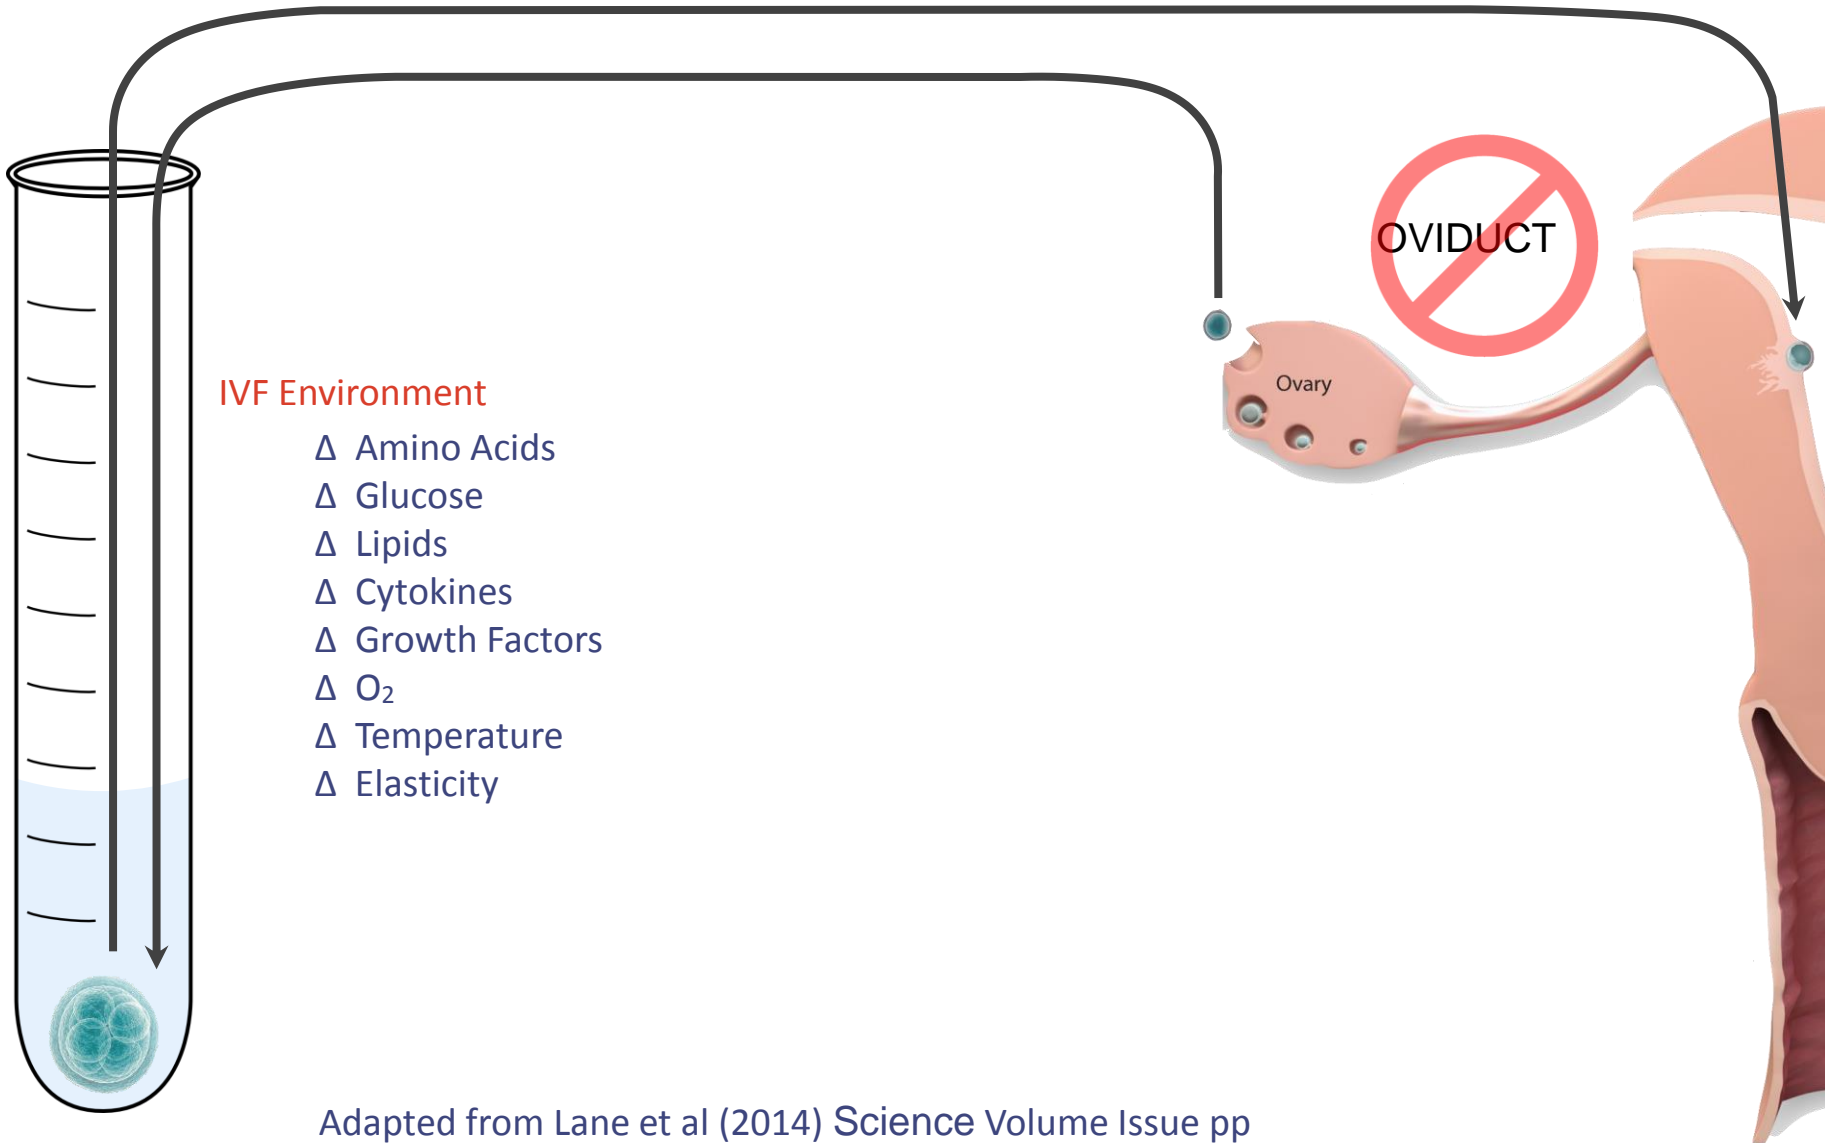 OVIDUCT
Ovary
IVF Environment
Δ Amino Acids
Δ Glucose
Δ Lipids
Δ Cytokines
Δ Growth Factors
Δ O₂
Δ Temperature
Δ Elasticity
Adapted from Lane et al (2014) Science Volume Issue pp